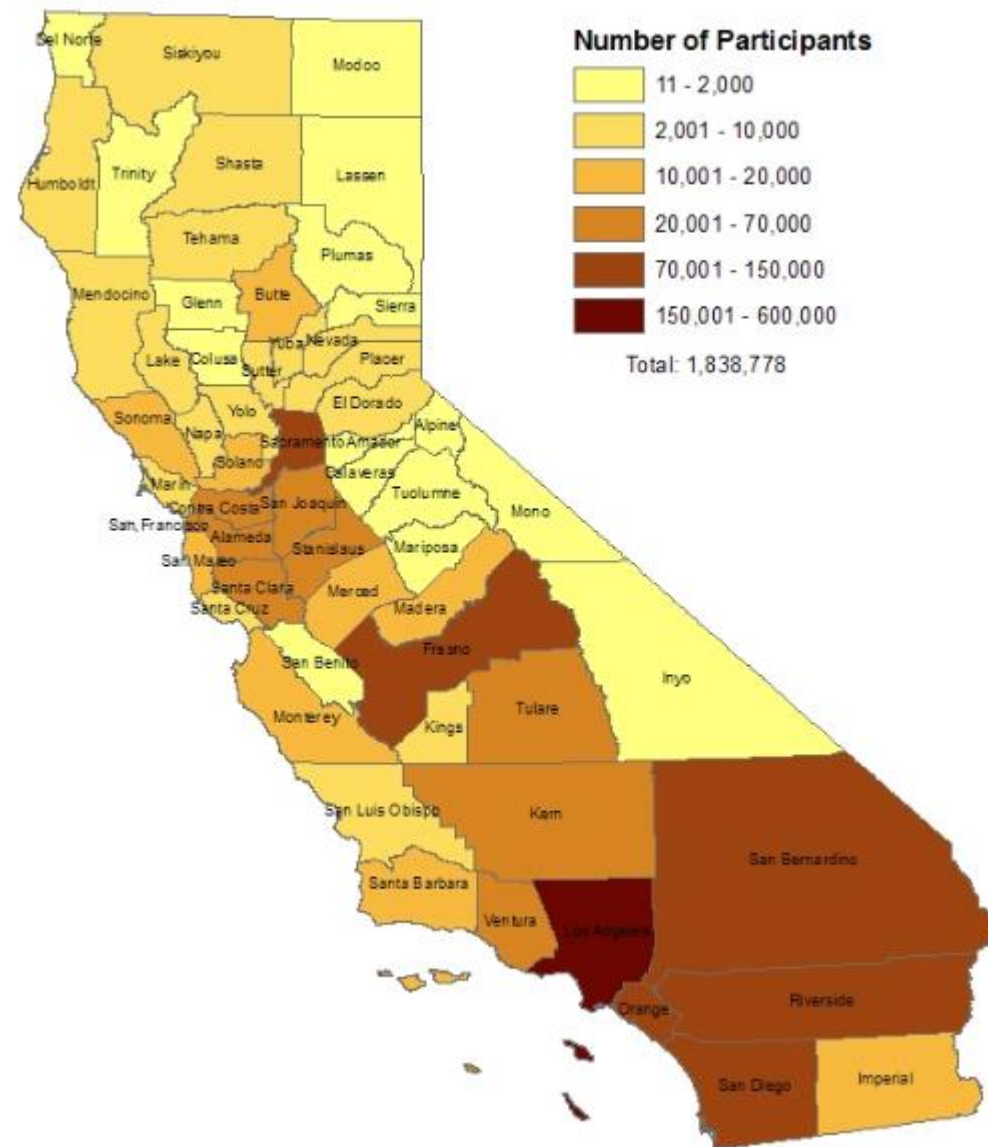 Number of Participants
11 - 2,000
2,001 - 10,000
10,001 - 20,000
20,001 - 70,000
70,001 - 150,000
150,001 - 600,000
Total: 1,838,778
Del Norte
Siskiyou
Modoc
Humboldt
Trinity
Shasta
Lassen
Tehama
Plumas
Mendocino
Glenn
Butte
Sierra
Lake
Colusa
Sutter
Yuba
Nevada
Placer
Sonoma
Napa
Yolo
El Dorado
Sacramento
Amador
Alpine
Solano
Marin
Calaveras
Contra Costa
San Joaquin
Tuolumne
Mono
San, Francisco
Alameda
Stanislaus
Mariposa
San Mateo
Santa Clara
Merced
Madera
Santa Cruz
San Benito
Fresno
Inyo
Monterey
Kings
Tulare
San Luis Obispo
Kern
San Bernardino
Santa Barbara
Ventura
Los Angeles
Orange
Riverside
San Diego
Imperial